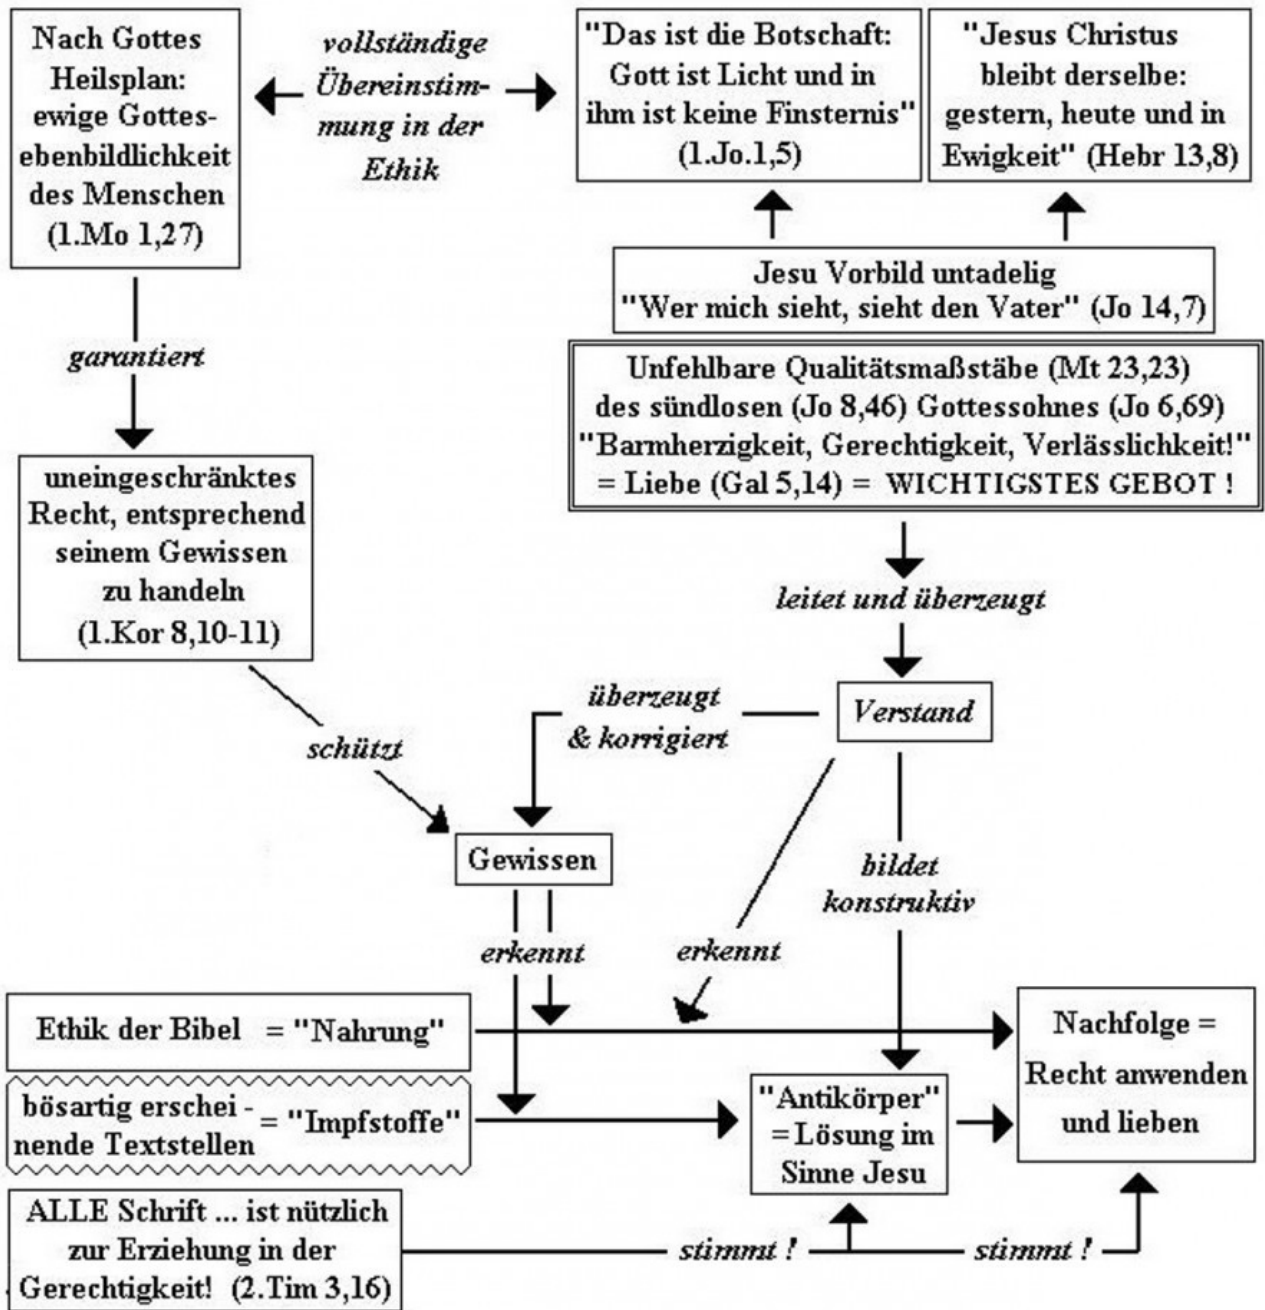 Nach Gottes
Heilsplan:
ewige Gottes-
ebenbildlichkeit
des Menschen
(1.Mo 1,27)
vollständige
Übereinstim-
mung in der
Ethik
"Das ist die Botschaft:
Gott ist Licht und in
ihm ist keine Finsternis"
(1.Jo.1,5)
"Jesus Christus
bleibt derselbe:
gestern, heute und in
Ewigkeit" (Hebr 13,8)
Jesu Vorbild untadelig
"Wer mich sieht, sieht den Vater" (Jo 14,7)
garantiert
Unfehlbare Qualitätsmaßstäbe (Mt 23,23)
des sündlosen (Jo 8,46) Gottessohnes (Jo 6,69)
"Barmherzigkeit, Gerechtigkeit, Verlässlichkeit!"
= Liebe (Gal 5,14) = WICHTIGSTES GEBOT !
uneingeschränktes
Recht, entsprechend
seinem Gewissen
zu handeln
(1.Kor 8,10-11)
leitet und überzeugt
Verstand
überzeugt
& korrigiert
schützt
Gewissen
bildet
konstruktiv
erkennt
erkennt
Ethik der Bibel = "Nahrung"
bösartig erschei -
nende Textstellen = "Impfstoffe"
"Antikörper"
= Lösung im
Sinne Jesu
Nachfolge =
Recht anwenden
und lieben
ALLE Schrift ... ist nützlich
zur Erziehung in der
Gerechtigkeit! (2.Tim 3,16)
stimmt !
stimmt !